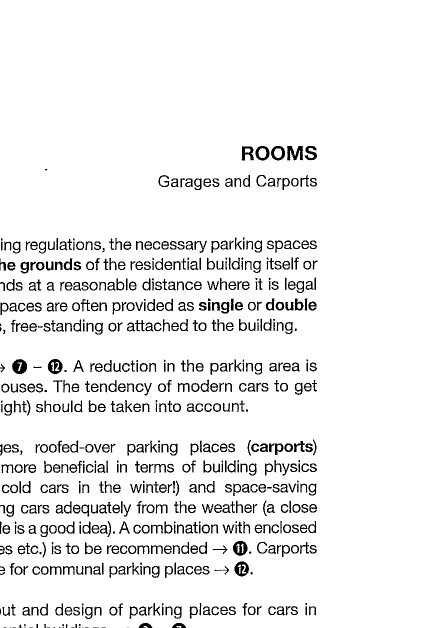 ROOMS
Garages and Carports
ing regulations, the necessary parking spaces
he grounds of the residential building itself or
nds at a reasonable distance where it is legal
paces are often provided as single or double
s, free-standing or attached to the building.
→ ❼ – ⓬. A reduction in the parking area is
ouses. The tendency of modern cars to get
ight) should be taken into account.
ges, roofed-over parking places (carports)
more beneficial in terms of building physics
cold cars in the winter!) and space-saving
ng cars adequately from the weather (a close
le is a good idea). A combination with enclosed
es etc.) is to be recommended → ⓫. Carports
e for communal parking places → ⓬.
out and design of parking places for cars in